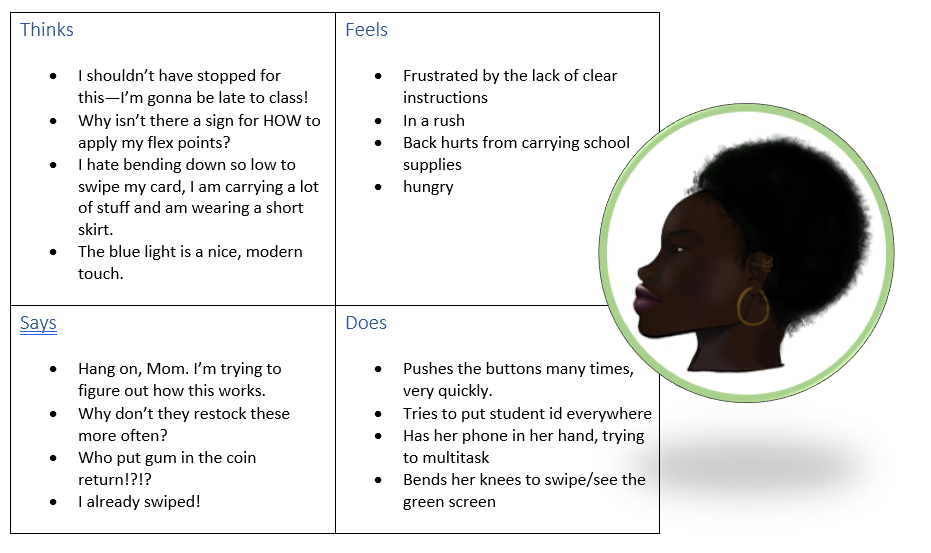 Thinks
• I shouldn’t have stopped for
this—I’m gonna be late to class!
• Why isn’t there a sign for HOW to
apply my flex points?
• I hate bending down so low to
swipe my card, I am carrying a lot
of stuff and am wearing a short
skirt.
• The blue light is a nice, modern
touch.
Feels
• Frustrated by the lack of clear
instructions
• In a rush
• Back hurts from carrying school
supplies
• hungry
Says
• Hang on, Mom. I’m trying to
figure out how this works.
• Why don’t they restock these
more often?
• Who put gum in the coin
return!?!?
• I already swiped!
Does
• Pushes the buttons many times,
very quickly.
• Tries to put student id everywhere
• Has her phone in her hand, trying
to multitask
• Bends her knees to swipe/see the
green screen